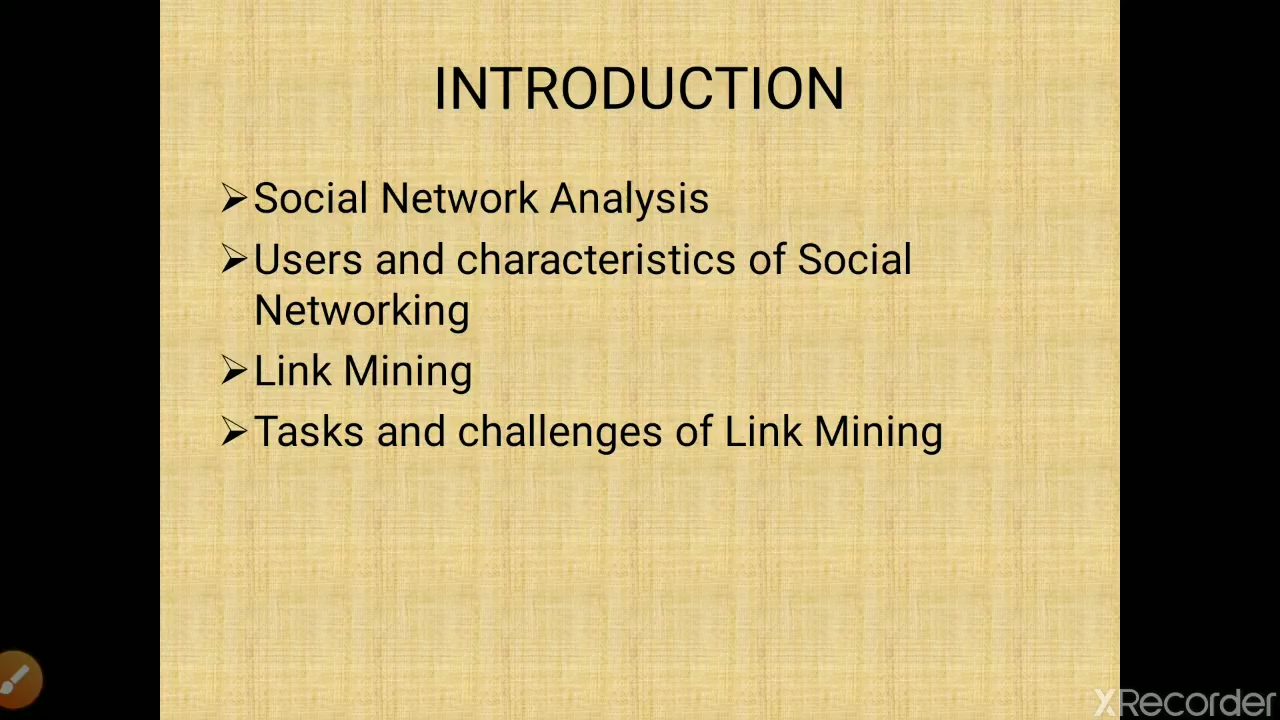 INTRODUCTION
➢Social Network Analysis
➢Users and characteristics of Social
Networking
➢Link Mining
➢Tasks and challenges of Link Mining
XRecorder